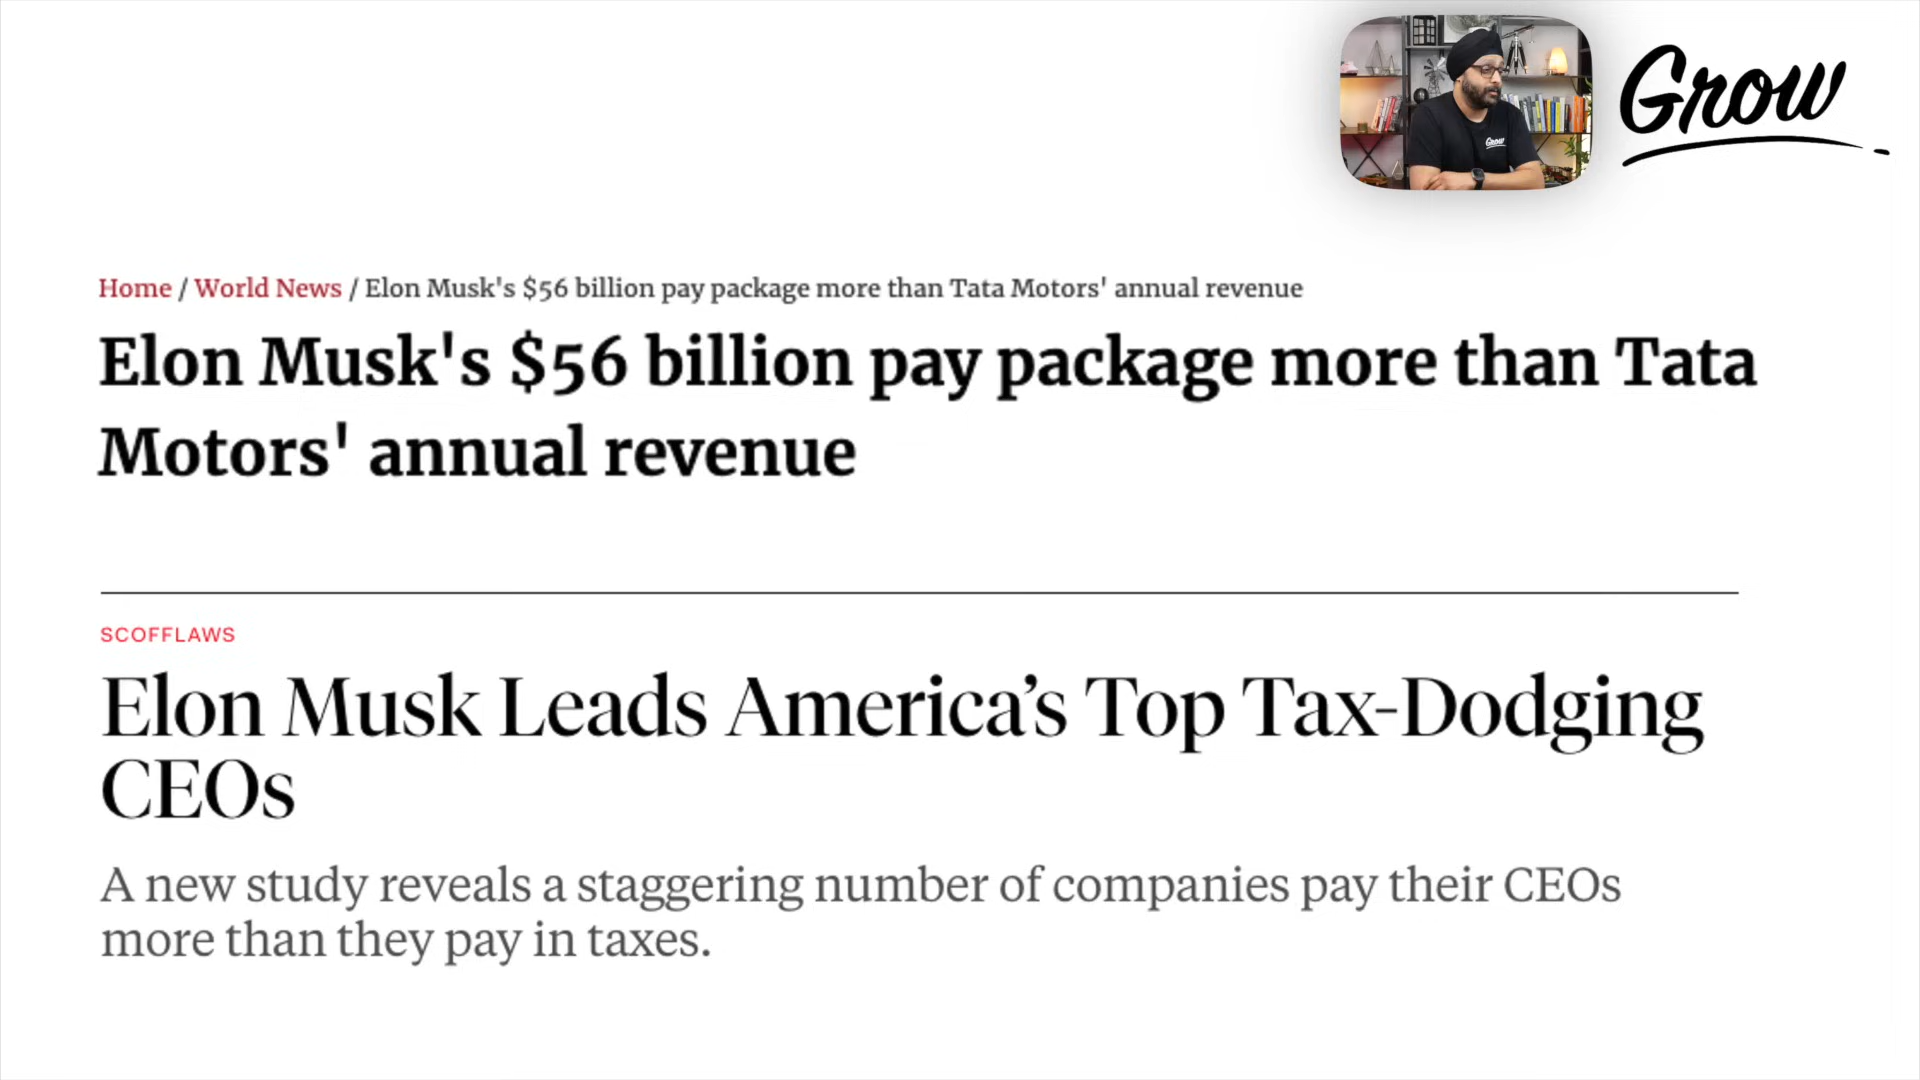 Grow
Grow
Home / World News / Elon Musk's $56 billion pay package more than Tata Motors' annual revenue
Elon Musk's $56 billion pay package more than Tata
Motors' annual revenue
SCOFFLAWS
Elon Musk Leads America’s Top Tax-Dodging
CEOs
A new study reveals a staggering number of companies pay their CEOs
more than they pay in taxes.